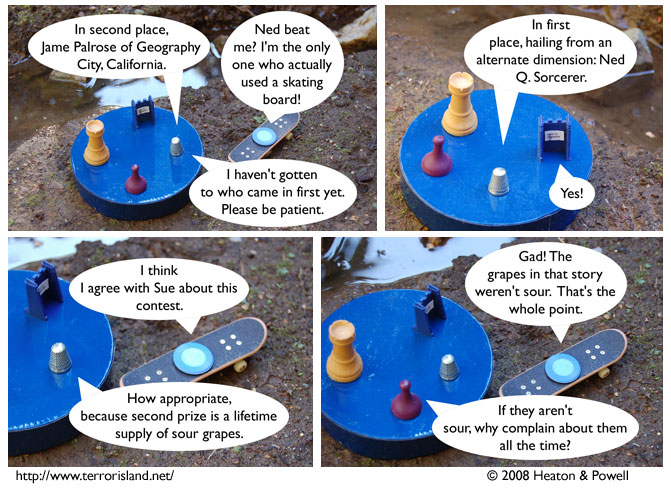 In second place,
Jame Palrose of Geography
City, California.
Ned beat
me? I'm the only
one who actually
used a skating
board!
I haven't gotten
to who came in first yet.
Please be patient.
In first
place, hailing from an
alternate dimension: Ned
Q. Sorcerer.
Yes!
I think
I agree with Sue about this
contest.
How appropriate,
because second prize is a lifetime
supply of sour grapes.
Gad! The
grapes in that story
weren't sour. That's the
whole point.
If they aren't
sour, why complain about them
all the time?
http://www.terrorisland.net/
© 2008 Heaton & Powell